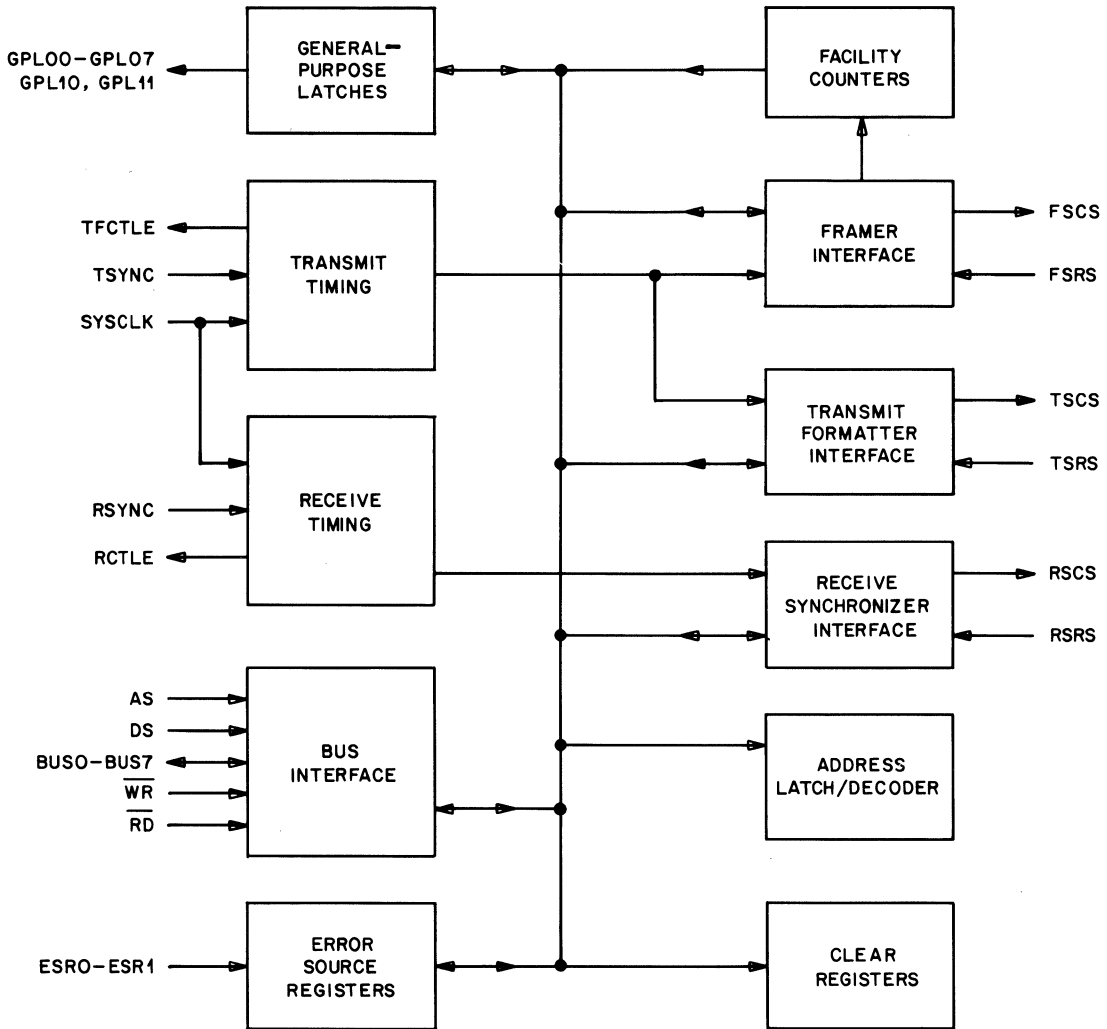 GPL00-GPL07
GPL10, GPL11
GENERAL-
PURPOSE
LATCHES
FACILITY
COUNTERS
TFCTLE
TSYNC
SYSCLK
TRANSMIT
TIMING
FRAMER
INTERFACE
FSCS
FSRS
TRANSMIT
FORMATTER
INTERFACE
TSCS
TSRS
RSYNC
RCTLE
RECEIVE
TIMING
RECEIVE
SYNCHRONIZER
INTERFACE
RSCS
RSRS
AS
DS
BUS0-BUS7
W̅R̅
R̅D̅
BUS
INTERFACE
ADDRESS
LATCH/DECODER
ESR0-ESR1
ERROR
SOURCE
REGISTERS
CLEAR
REGISTERS